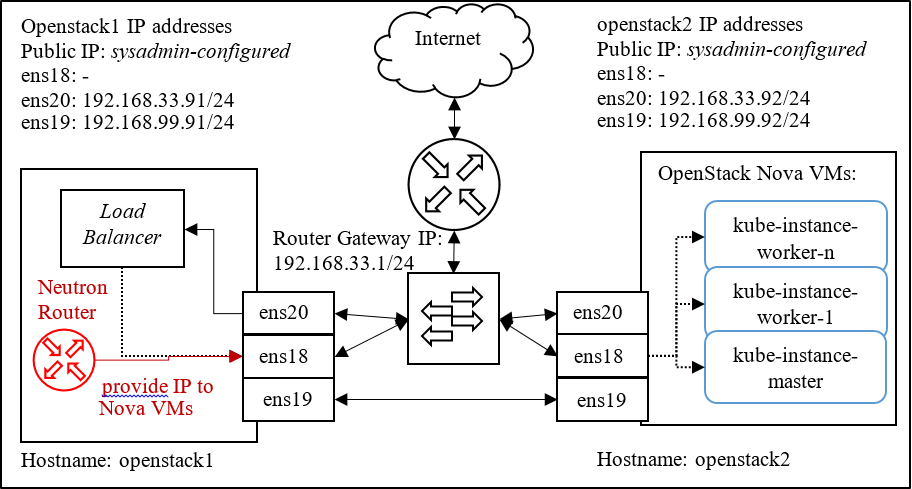 Openstack1 IP addresses
Public IP: sysadmin-configured
ens18: -
ens20: 192.168.33.91/24
ens19: 192.168.99.91/24
Internet
openstack2 IP addresses
Public IP: sysadmin-configured
ens18: -
ens20: 192.168.33.92/24
ens19: 192.168.99.92/24
Load
Balancer
Neutron
Router
provide IP to
Nova VMs
Router Gateway IP:
192.168.33.1/24
ens20
ens18
ens19
ens20
ens18
ens19
OpenStack Nova VMs:
kube-instance-
worker-n
kube-instance-
worker-1
kube-instance-
master
Hostname: openstack1
Hostname: openstack2